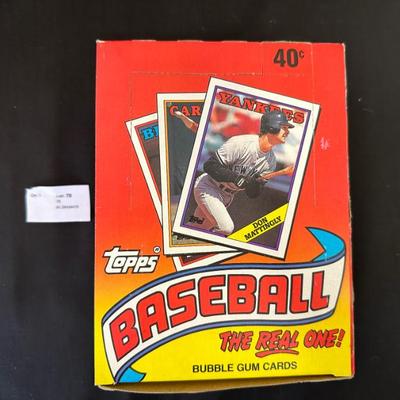 40¢
YANKEES
CAR
DON MATTINGLY
TOPPS®
BASEBALL
THE REAL ONE!
BUBBLE GUM CARDS